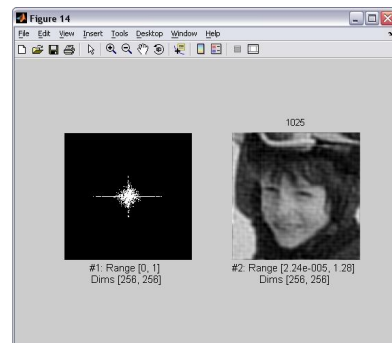 Figure 14
File Edit View Insert Tools Desktop Window Help
1025
#1: Range [0, 1]
Dims [256, 256]
#2: Range [2.24e-005, 1.28]
Dims [256, 256]